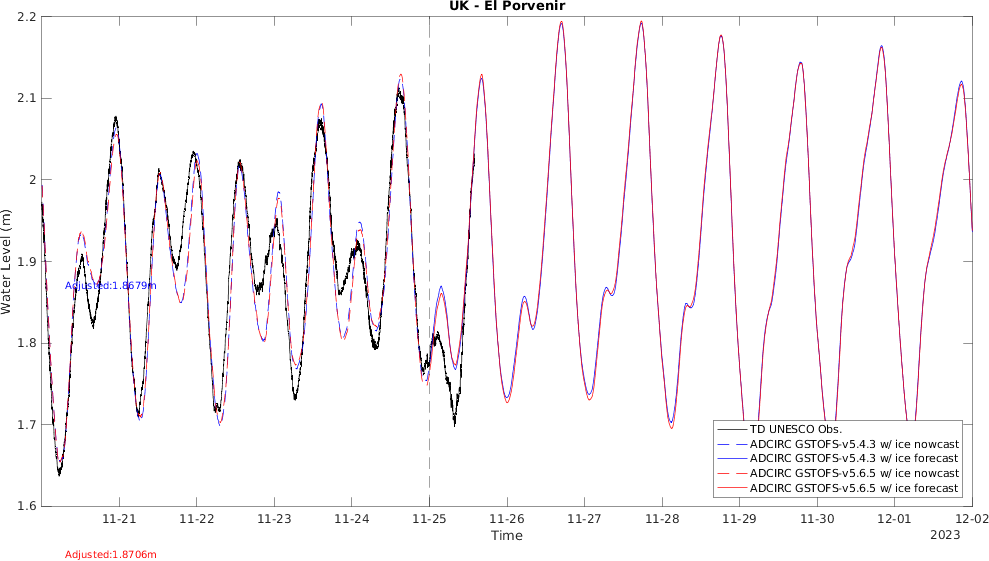 UK - El Porvenir
2.2
2.1
2
1.9
1.8
1.7
1.6
Water Level (m)
Adjusted:1.8679m
TD UNESCO Obs.
ADCIRC GSTOFS-v5.4.3 w/ ice nowcast
ADCIRC GSTOFS-v5.4.3 w/ ice forecast
ADCIRC GSTOFS-v5.6.5 w/ ice nowcast
ADCIRC GSTOFS-v5.6.5 w/ ice forecast
11-21 11-22 11-23 11-24 11-25 11-26 11-27 11-28 11-29 11-30 12-01 12-02
Time
2023
Adjusted:1.8706m